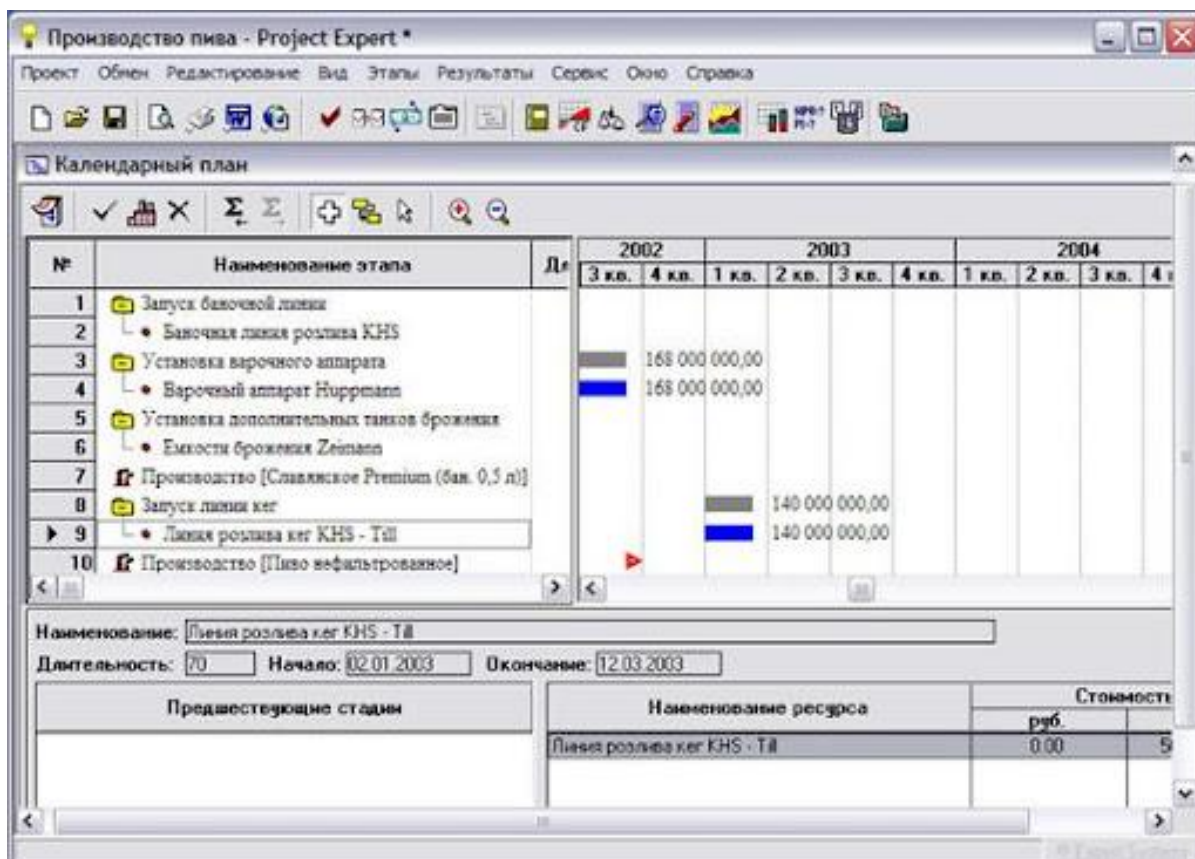 Производство пива - Project Expert *
Проект Обмен Редактирование Вид Этапы Результаты Сервис Окно Справка
Календарный план
№ Наименование этапа Дл 2002 2003 2004
3 кв. 4 кв. 1 кв. 2 кв. 3 кв. 4 кв. 1 кв. 2 кв. 3 кв. 4
1 Запуск баночной линии
2 Баночная линия розлива KHS
3 Установка варочного аппарата 168 000 000,00
4 Варочный аппарат Huppmann 168 000 000,00
5 Установка дополнительных танков брожения
6 Емкости брожения Zeimann
7 Производство [Славянское Premium (бан. 0,5 л)]
8 Запуск линии кег 140 000 000,00
9 Линия розлива кег KHS - Till 140 000 000,00
10 Производство [Пиво нефильтрованное]
Наименование: Линия розлива кег KHS - Till
Длительность: 70 Начало: 02.01.2003 Окончание: 12.03.2003
Предшествующие стадии Наименование ресурса Стоимость
руб.
Линия розлива кег KHS - Till 0.00 5